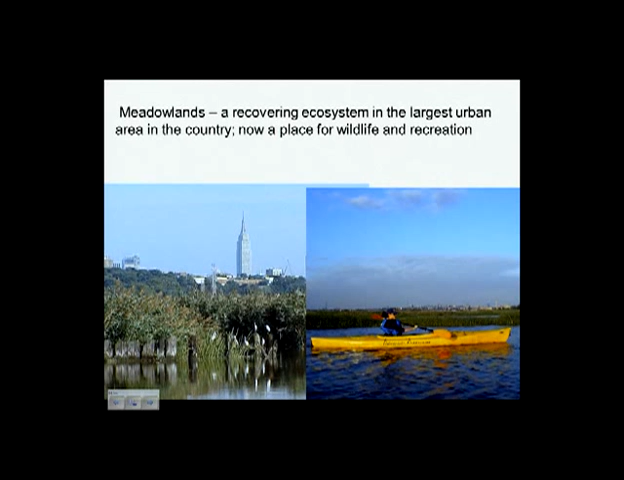 Meadowlands – a recovering ecosystem in the largest urban
area in the country; now a place for wildlife and recreation